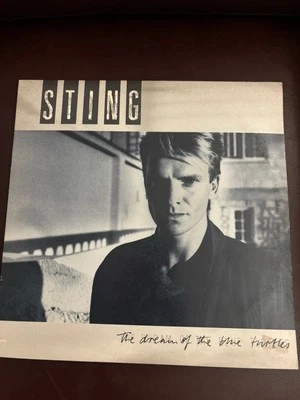 STING
the dream of the blue turtles